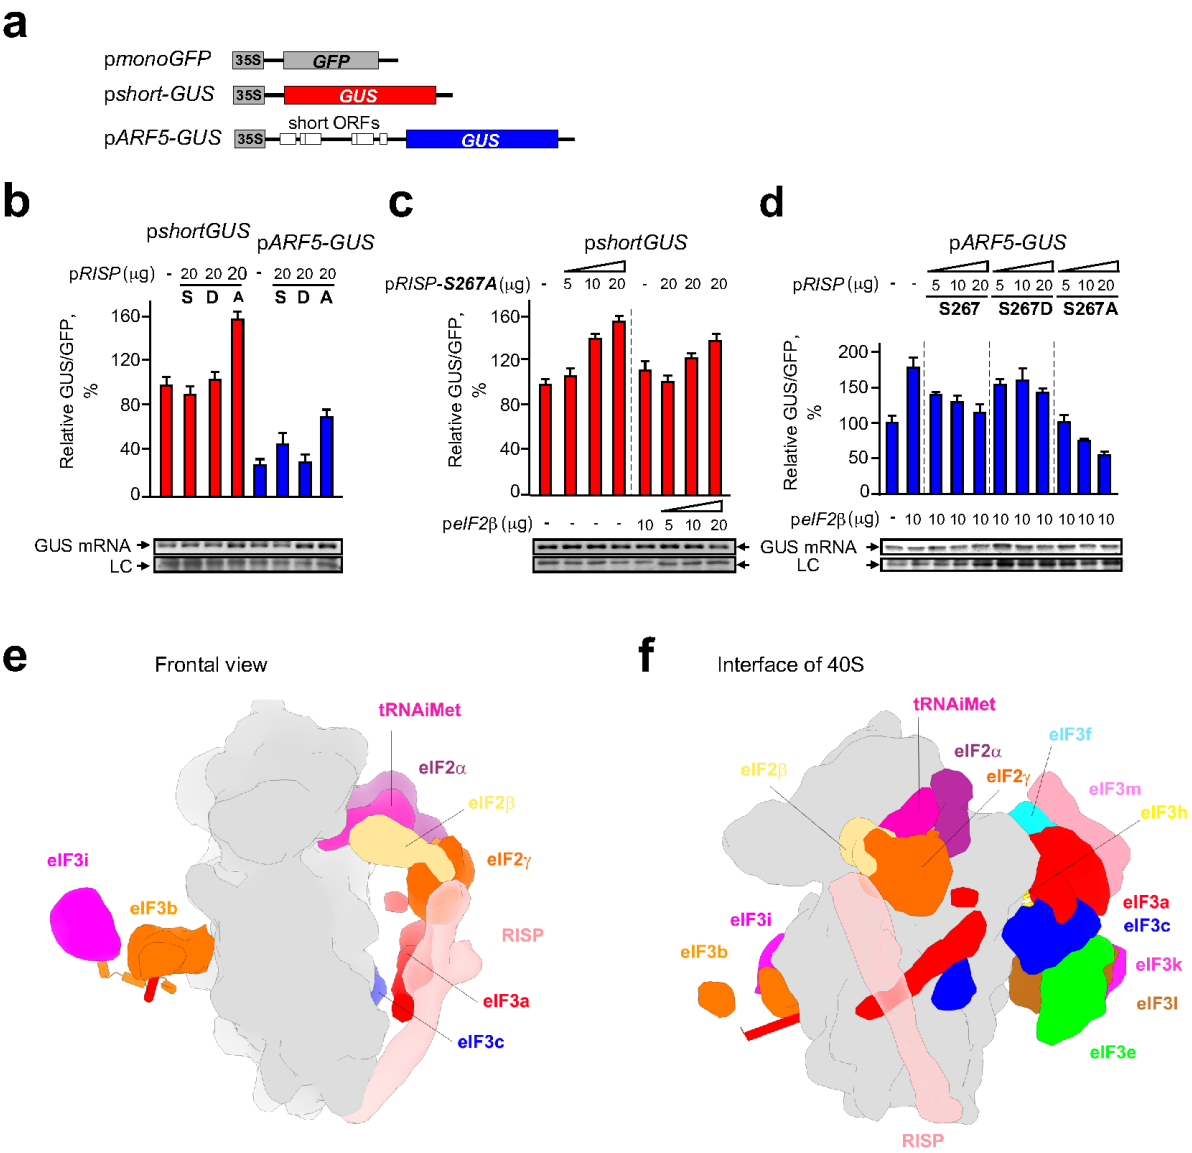 a
pmonoGFP 35S GFP
pshort-GUS 35S GUS
short ORFs
pARF5-GUS 35S GUS
b
pshortGUS pARF5-GUS
pRISP (µg) - 20 20 20 - 20 20 20
S D A S D A
Relative GUS/GFP, %
160
120
80
40
0
GUS mRNA
LC
c
pshortGUS
pRISP-S267A (µg) - 5 10 20 - 20 20 20
Relative GUS/GFP, %
160
120
80
40
0
peIF2β (µg) - - - - 10 5 10 20
d
pARF5-GUS
pRISP (µg) - - 5 10 20 5 10 20 5 10 20
S267 S267D S267A
Relative GUS/GFP, %
200
150
100
50
0
peIF2β (µg) - 10 10 10 10 10 10 10 10 10 10
GUS mRNA
LC
e
Frontal view
tRNAiMet
eIF2α
eIF2β
eIF2γ
eIF3i
eIF3b
RISP
eIF3a
eIF3c
f
Interface of 40S
tRNAiMet
eIF3f
eIF2α
eIF2β
eIF2γ
eIF3m
eIF3h
eIF3a
eIF3i
eIF3c
eIF3b
eIF3k
eIF3l
eIF3e
RISP